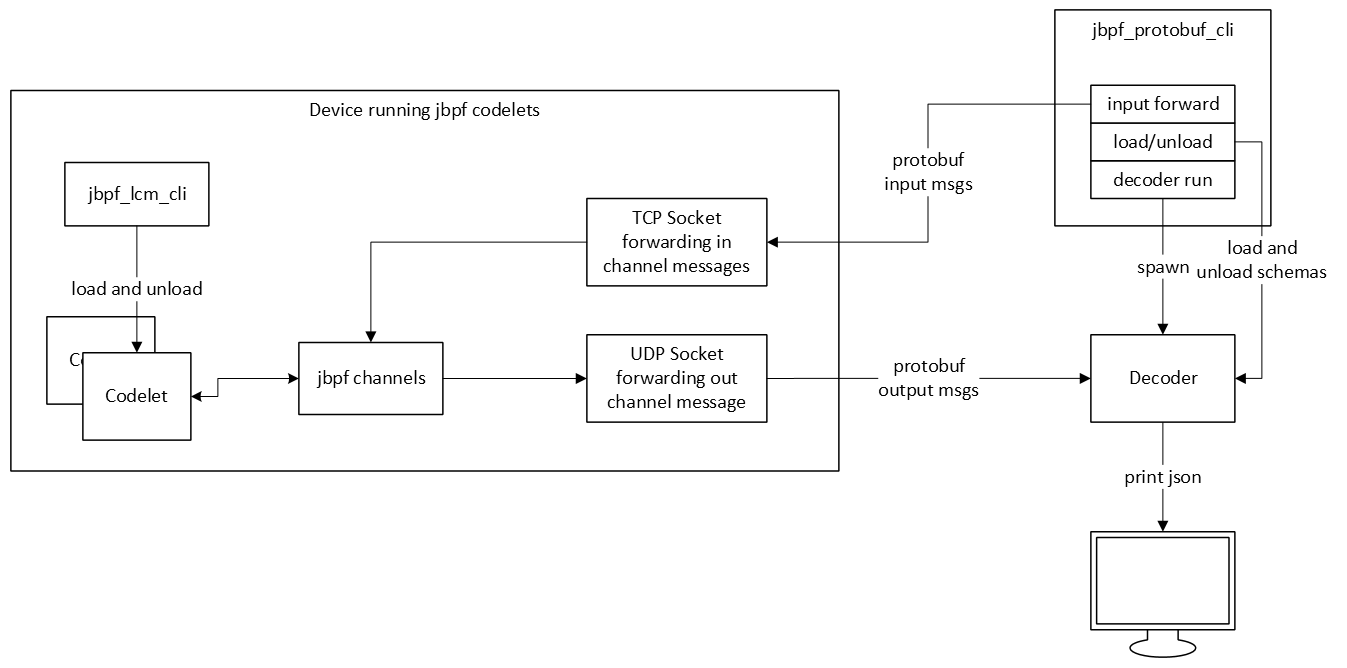 jbpf_protobuf_cli
input forward
load/unload
decoder run
Device running jbpf codelets
jbpf_lcm_cli
load and unload
Codelet
jbpf channels
TCP Socket
forwarding in
channel messages
UDP Socket
forwarding out
channel message
protobuf
input msgs
protobuf
output msgs
spawn
load and
unload schemas
Decoder
print json